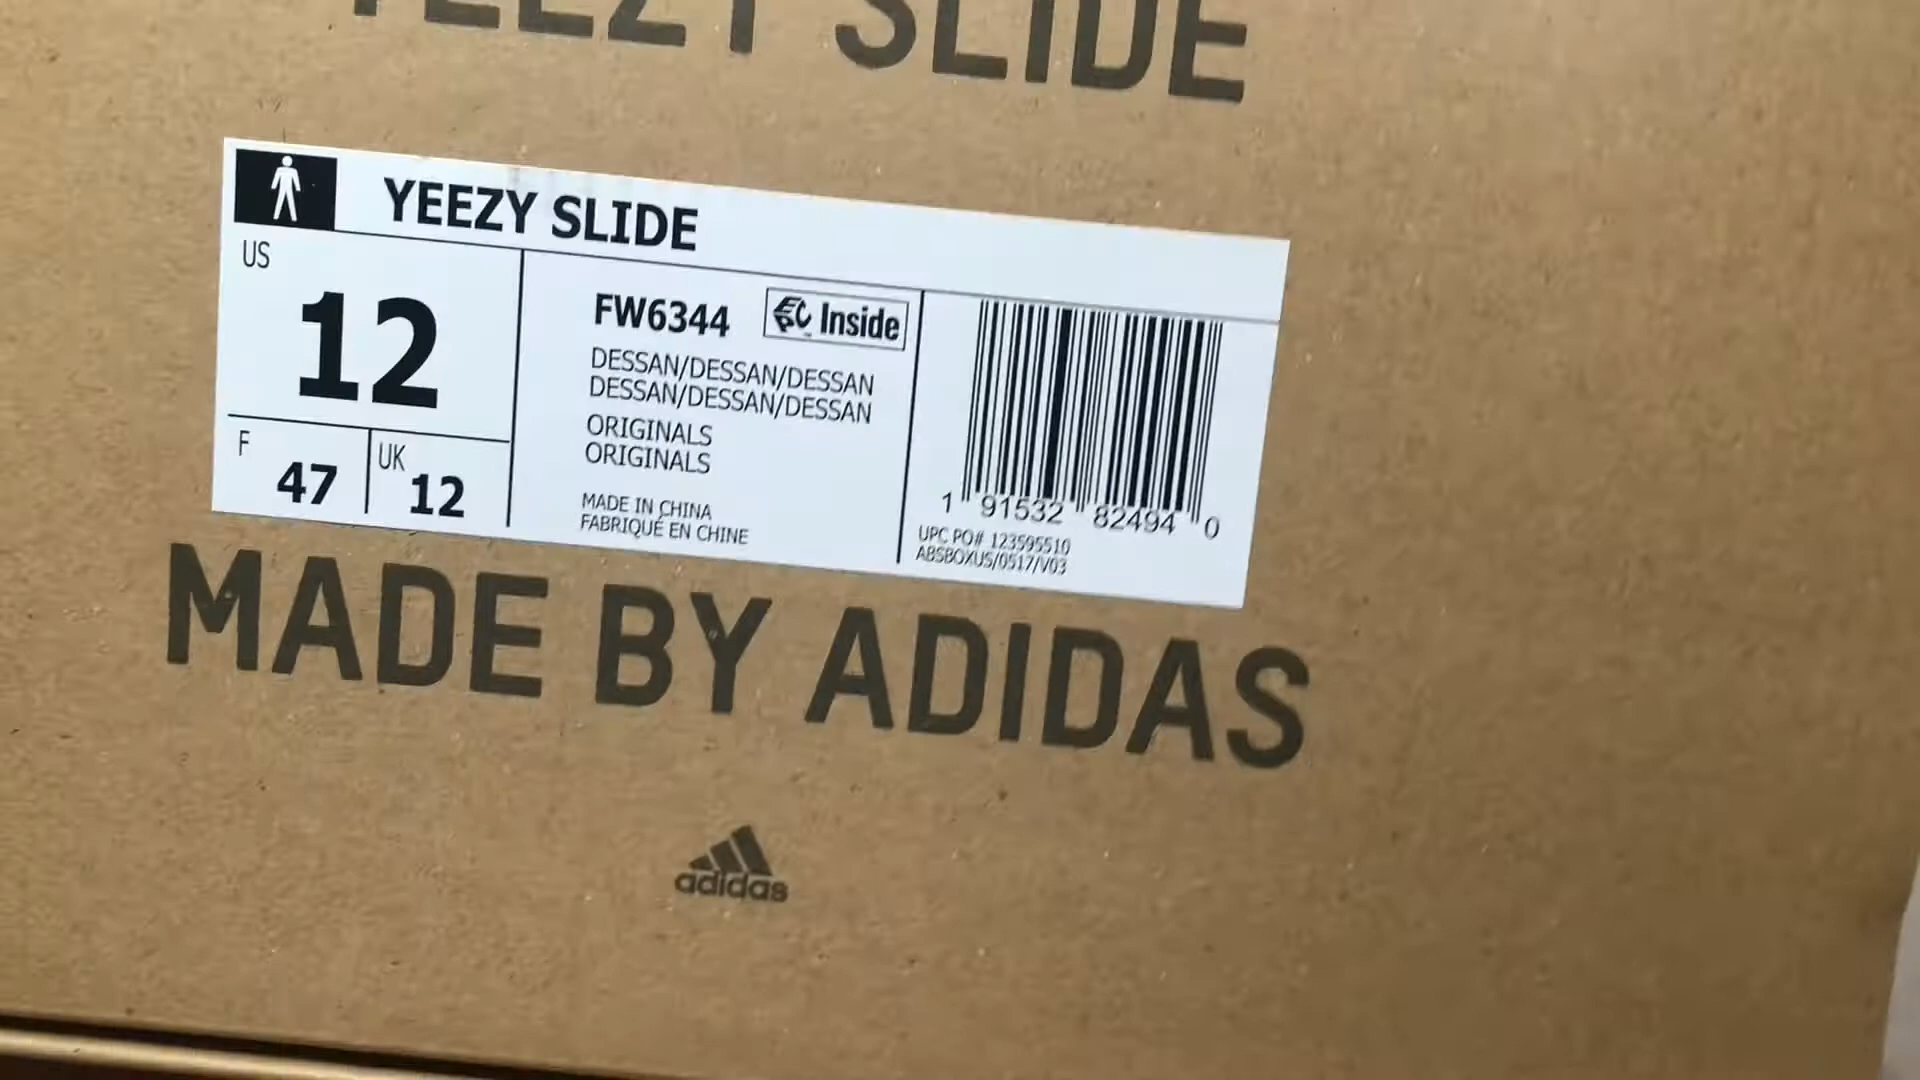 YEEZY SLIDE
YEEZY SLIDE
US
12
F
47
UK
12
FW6344
EPC Inside
DESSAN/DESSAN/DESSAN
DESSAN/DESSAN/DESSAN
ORIGINALS
ORIGINALS
MADE IN CHINA
FABRIQUÉ EN CHINE
1 91532 82494 0
UPC PO# 123595510
ABSBOXUS/0517/V03
MADE BY ADIDAS
adidas